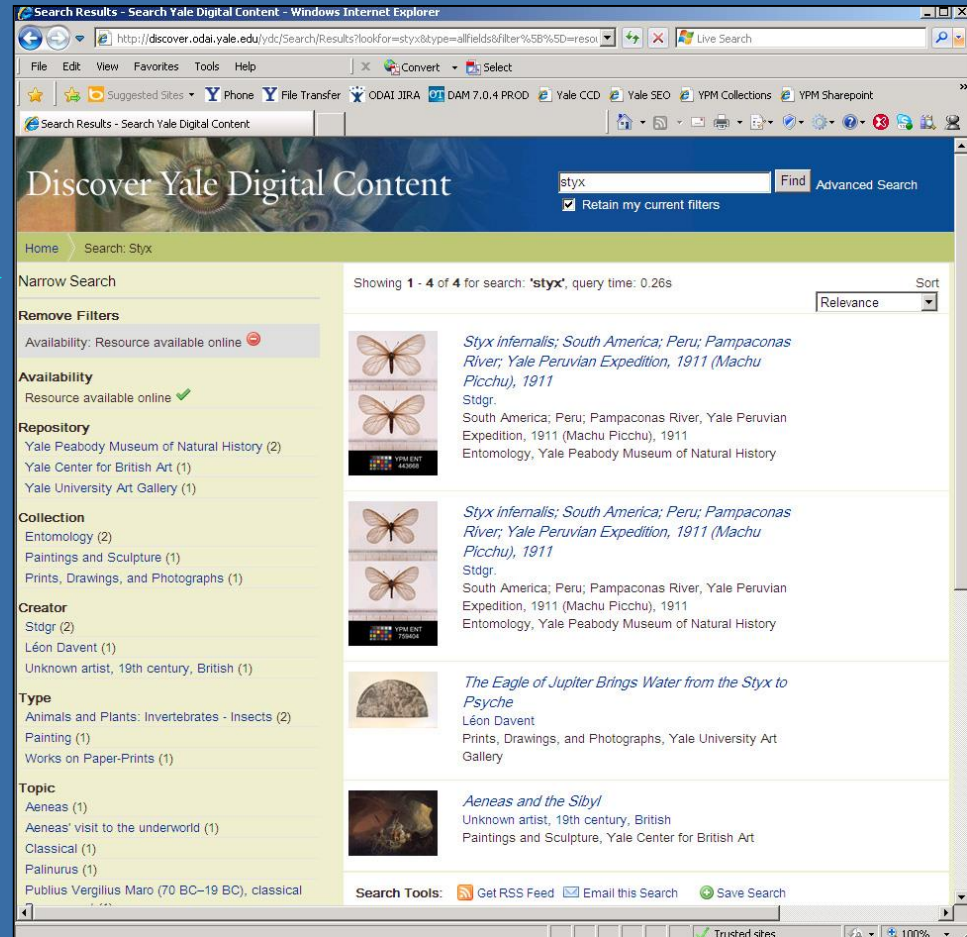 Search Results - Search Yale Digital Content - Windows Internet Explorer
http://discover.odai.yale.edu/ydc/Search/Results?lookfor=styx&type=allfields&filter%5B%5D=resou
Live Search
File Edit View Favorites Tools Help
Convert Select
Suggested Sites Phone File Transfer ODAI JIRA DAM 7.0.4 PROD Yale CCD Yale SEO YPM Collections YPM Sharepoint
Search Results - Search Yale Digital Content
Discover Yale Digital Content
styx Find Advanced Search
Retain my current filters
Home Search: Styx
Narrow Search
Remove Filters
Availability: Resource available online
Availability
Resource available online
Repository
Yale Peabody Museum of Natural History (2)
Yale Center for British Art (1)
Yale University Art Gallery (1)
Collection
Entomology (2)
Paintings and Sculpture (1)
Prints, Drawings, and Photographs (1)
Creator
Stdgr (2)
Léon Davent (1)
Unknown artist, 19th century, British (1)
Type
Animals and Plants: Invertebrates - Insects (2)
Painting (1)
Works on Paper-Prints (1)
Topic
Aeneas (1)
Aeneas' visit to the underworld (1)
Classical (1)
Palinurus (1)
Publius Vergilius Maro (70 BC–19 BC), classical
Showing 1 - 4 of 4 for search: 'styx', query time: 0.26s
Sort
Relevance
Styx infernalis; South America; Peru; Pampaconas
River; Yale Peruvian Expedition, 1911 (Machu
Picchu), 1911
Stdgr.
South America; Peru; Pampaconas River, Yale Peruvian
Expedition, 1911 (Machu Picchu), 1911
Entomology, Yale Peabody Museum of Natural History
YPM ENT
443668
Styx infernalis; South America; Peru; Pampaconas
River; Yale Peruvian Expedition, 1911 (Machu
Picchu), 1911
Stdgr.
South America; Peru; Pampaconas River, Yale Peruvian
Expedition, 1911 (Machu Picchu), 1911
Entomology, Yale Peabody Museum of Natural History
YPM ENT
759404
The Eagle of Jupiter Brings Water from the Styx to
Psyche
Léon Davent
Prints, Drawings, and Photographs, Yale University Art
Gallery
Aeneas and the Sibyl
Unknown artist, 19th century, British
Paintings and Sculpture, Yale Center for British Art
Search Tools: Get RSS Feed Email this Search Save Search
Trusted sites 100%